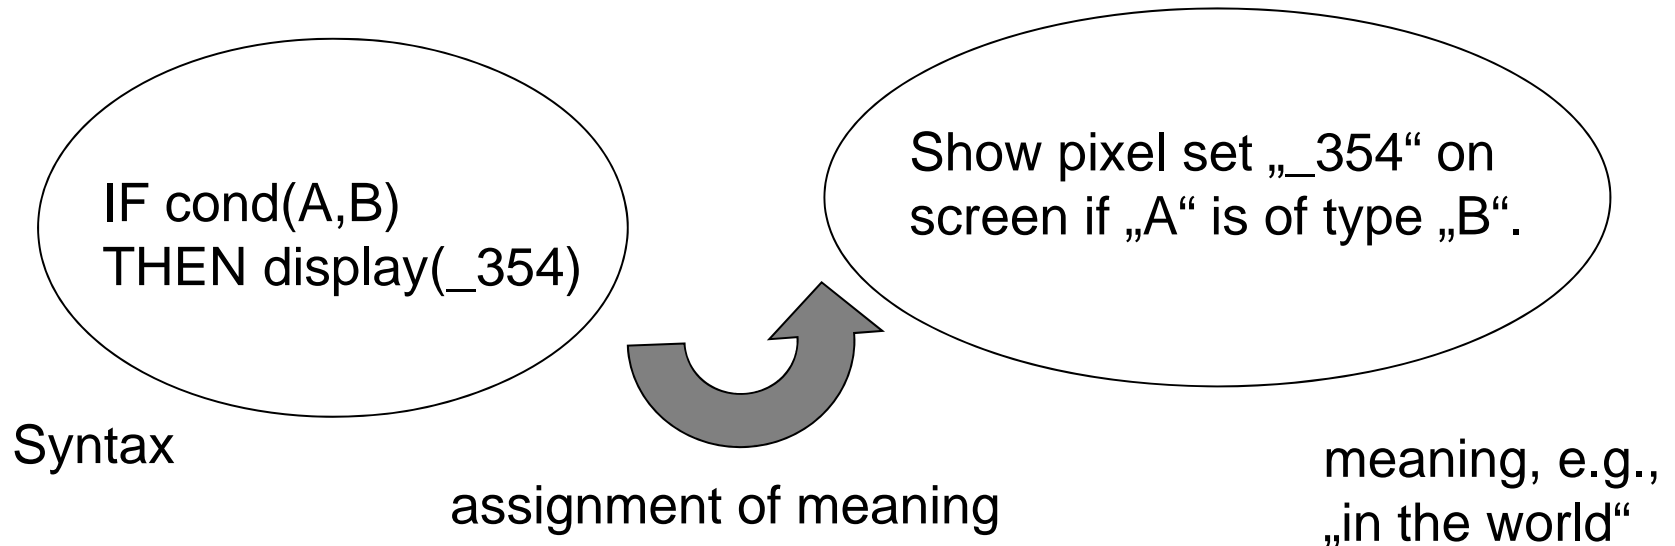 IF cond(A,B)
THEN display(_354)
Show pixel set „_354“ on
screen if „A“ is of type „B“.
Syntax
assignment of meaning
meaning, e.g.,
„in the world“